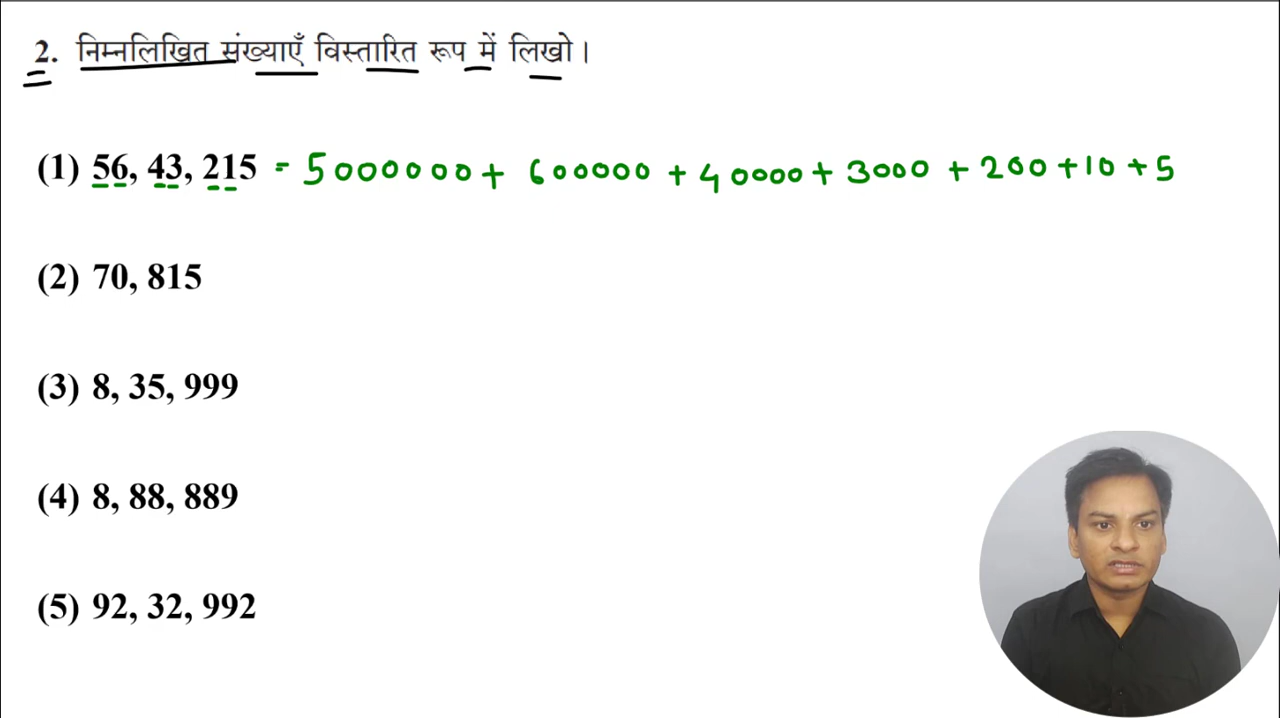 2. निम्नलिखित संख्याएँ विस्तारित रूप में लिखो।
(1) 56, 43, 215 = 5000000 + 600000 + 40000 + 3000 + 200 + 10 + 5
(2) 70, 815
(3) 8, 35, 999
(4) 8, 88, 889
(5) 92, 32, 992